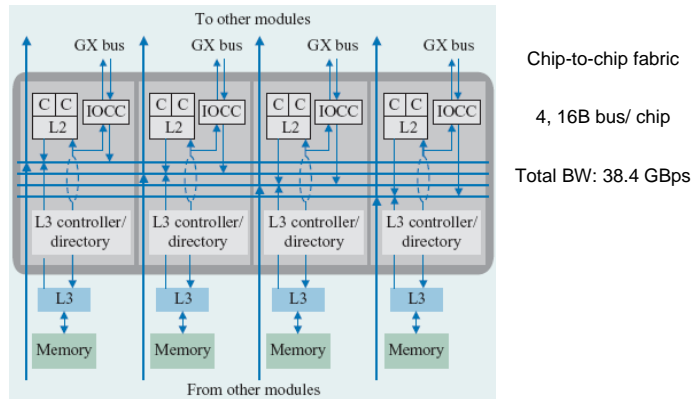 To other modules
GX bus GX bus GX bus GX bus
C C IOCC C C IOCC C C IOCC C C IOCC
L2 L2 L2 L2
L3 controller/ L3 controller/ L3 controller/ L3 controller/
directory directory directory directory
L3 L3 L3 L3
Memory Memory Memory Memory
From other modules
Chip-to-chip fabric
4, 16B bus/ chip
Total BW: 38.4 GBps